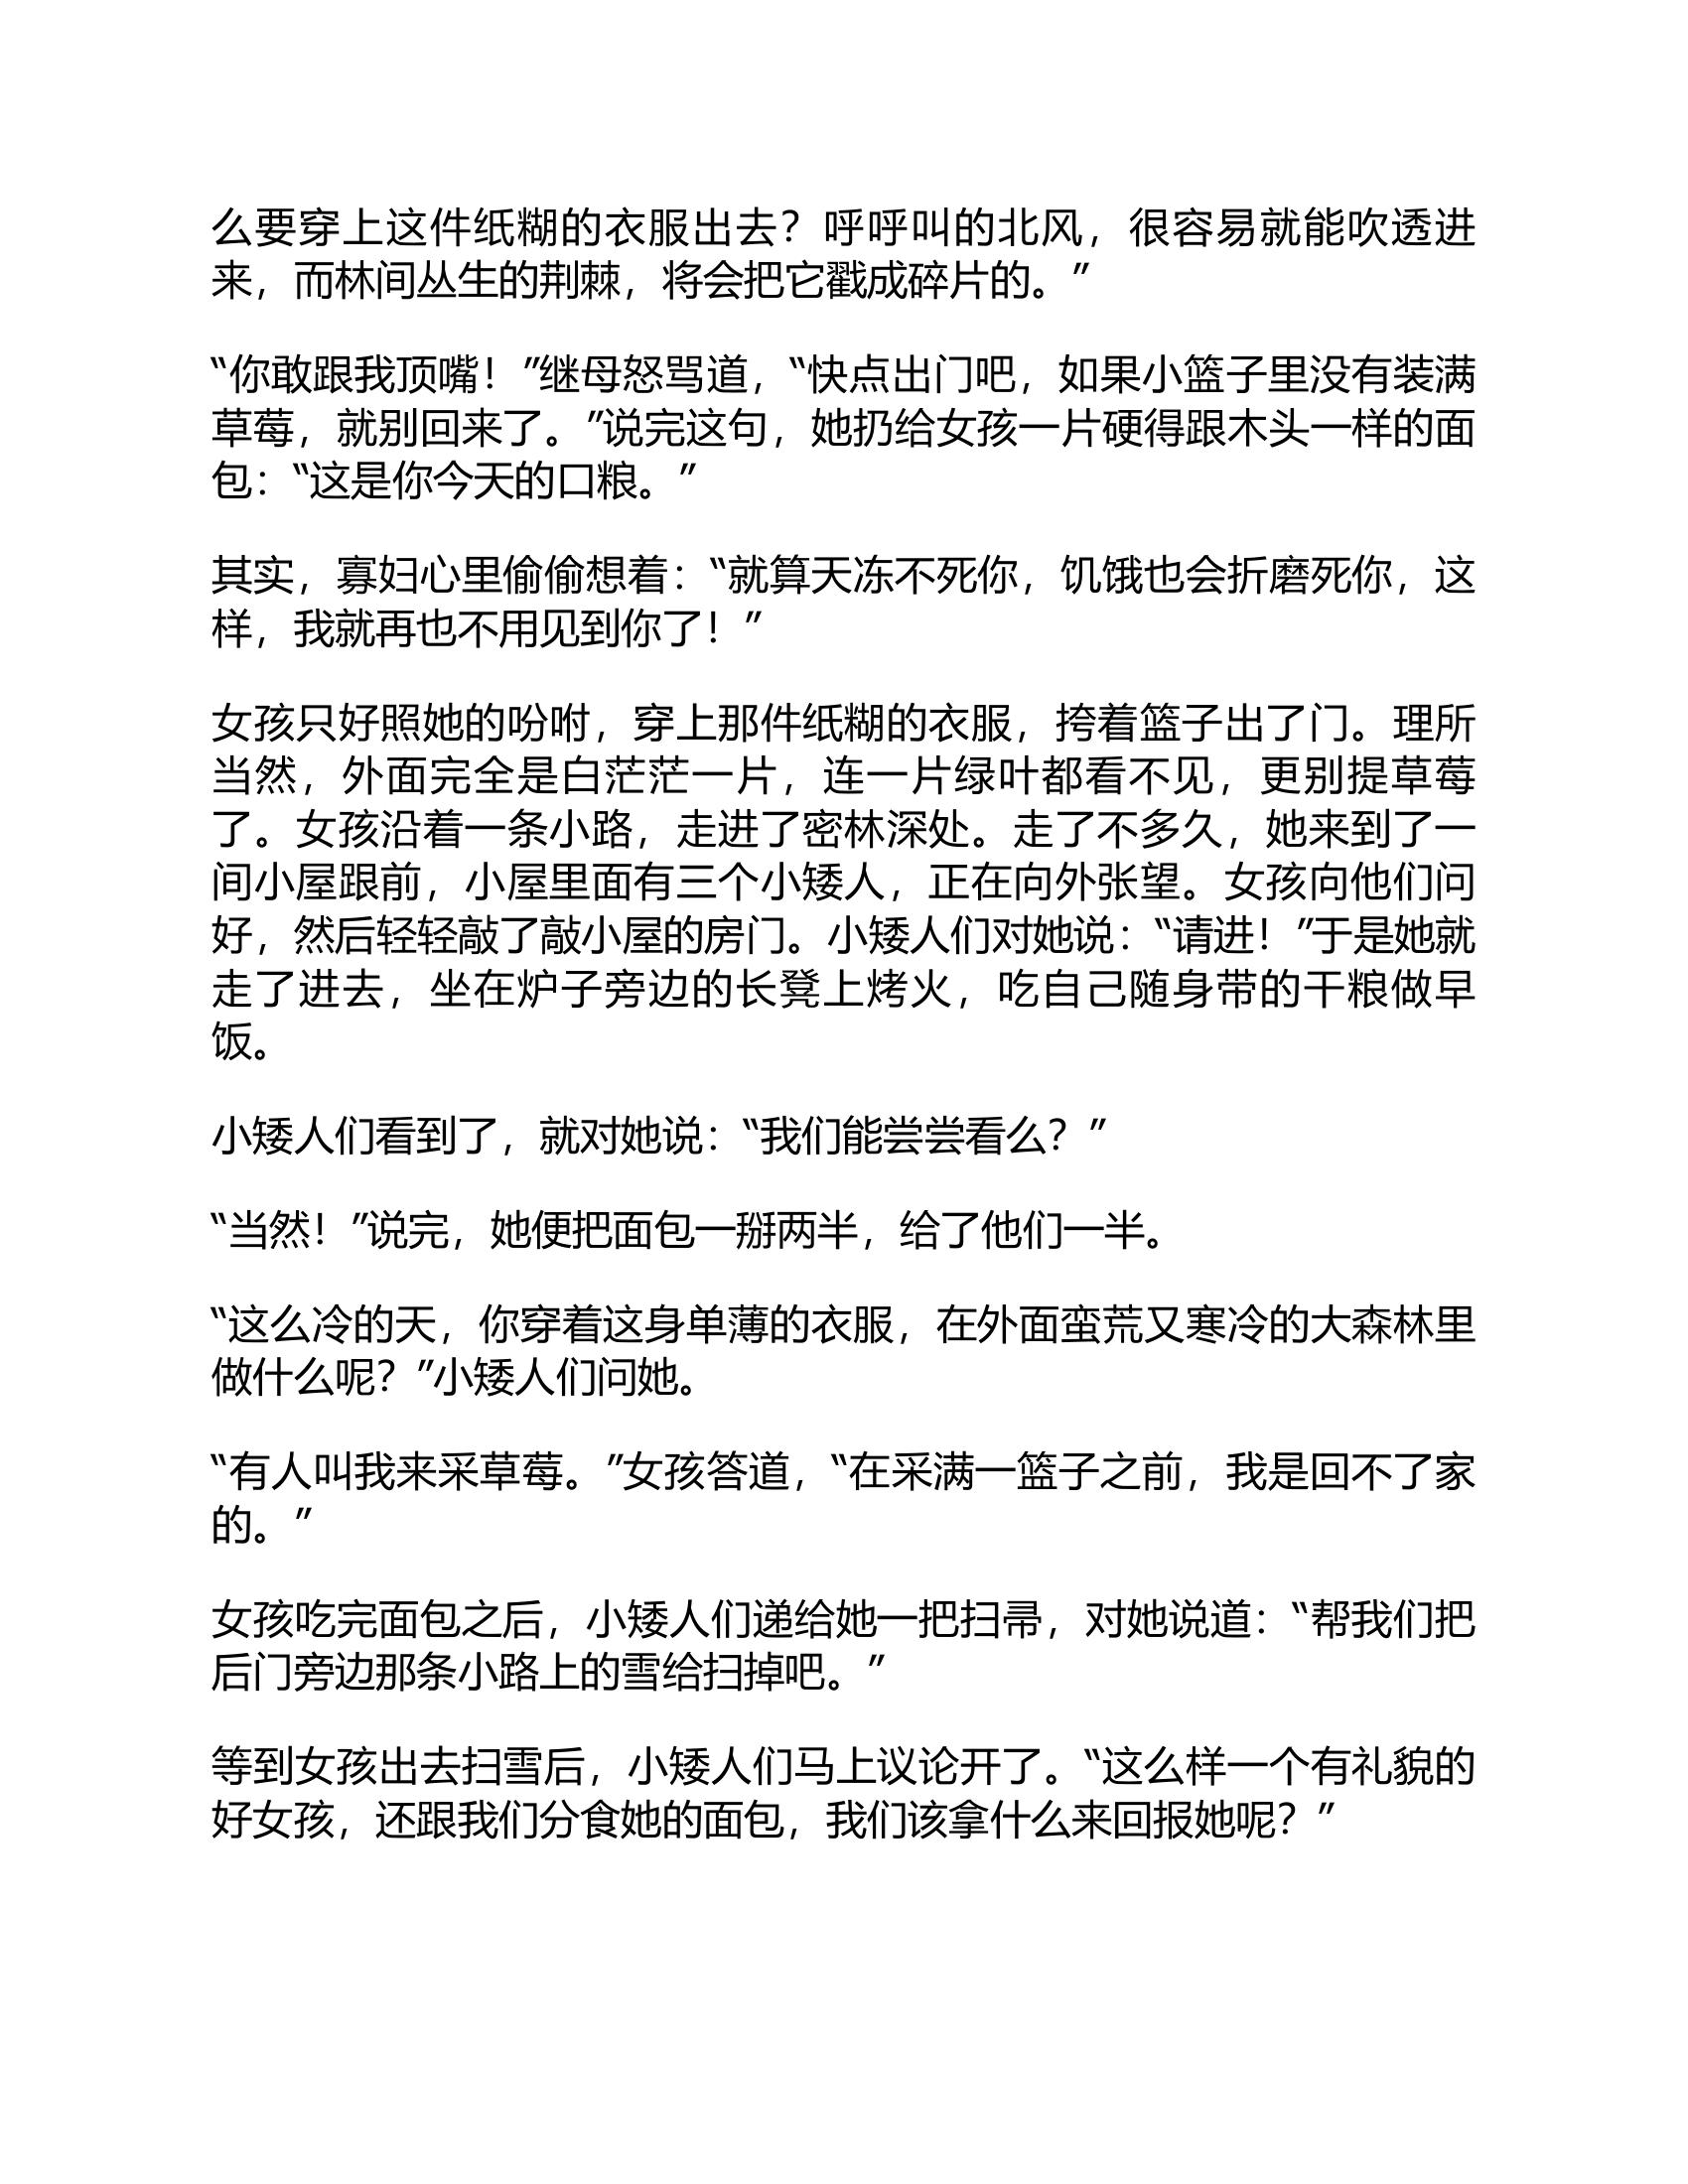 么要穿上这件纸糊的衣服出去？呼呼叫的北风，很容易就能吹透进
来，而林间丛生的荆棘，将会把它戳成碎片的。”
“你敢跟我顶嘴！”继母怒骂道，“快点出门吧，如果小篮子里没有装满
草莓，就别回来了。”说完这句，她扔给女孩一片硬得跟木头一样的面
包：“这是你今天的口粮。”
其实，寡妇心里偷偷想着：“就算天冻不死你，饥饿也会折磨死你，这
样，我就再也不用见到你了！”
女孩只好照她的吩咐，穿上那件纸糊的衣服，挎着篮子出了门。理所
当然，外面完全是白茫茫一片，连一片绿叶都看不见，更别提草莓
了。女孩沿着一条小路，走进了密林深处。走了不多久，她来到了一
间小屋跟前，小屋里面有三个小矮人，正在向外张望。女孩向他们问
好，然后轻轻敲了敲小屋的房门。小矮人们对她说：“请进！”于是她就
走了进去，坐在炉子旁边的长凳上烤火，吃自己随身带的干粮做早
饭。
小矮人们看到了，就对她说：“我们能尝尝看么？”
“当然！”说完，她便把面包一掰两半，给了他们一半。
“这么冷的天，你穿着这身单薄的衣服，在外面蛮荒又寒冷的大森林里
做什么呢？”小矮人们问她。
“有人叫我来采草莓。”女孩答道，“在采满一篮子之前，我是回不了家
的。”
女孩吃完面包之后，小矮人们递给她一把扫帚，对她说道：“帮我们把
后门旁边那条小路上的雪给扫掉吧。”
等到女孩出去扫雪后，小矮人们马上议论开了。“这么样一个有礼貌的
好女孩，还跟我们分食她的面包，我们该拿什么来回报她呢？”